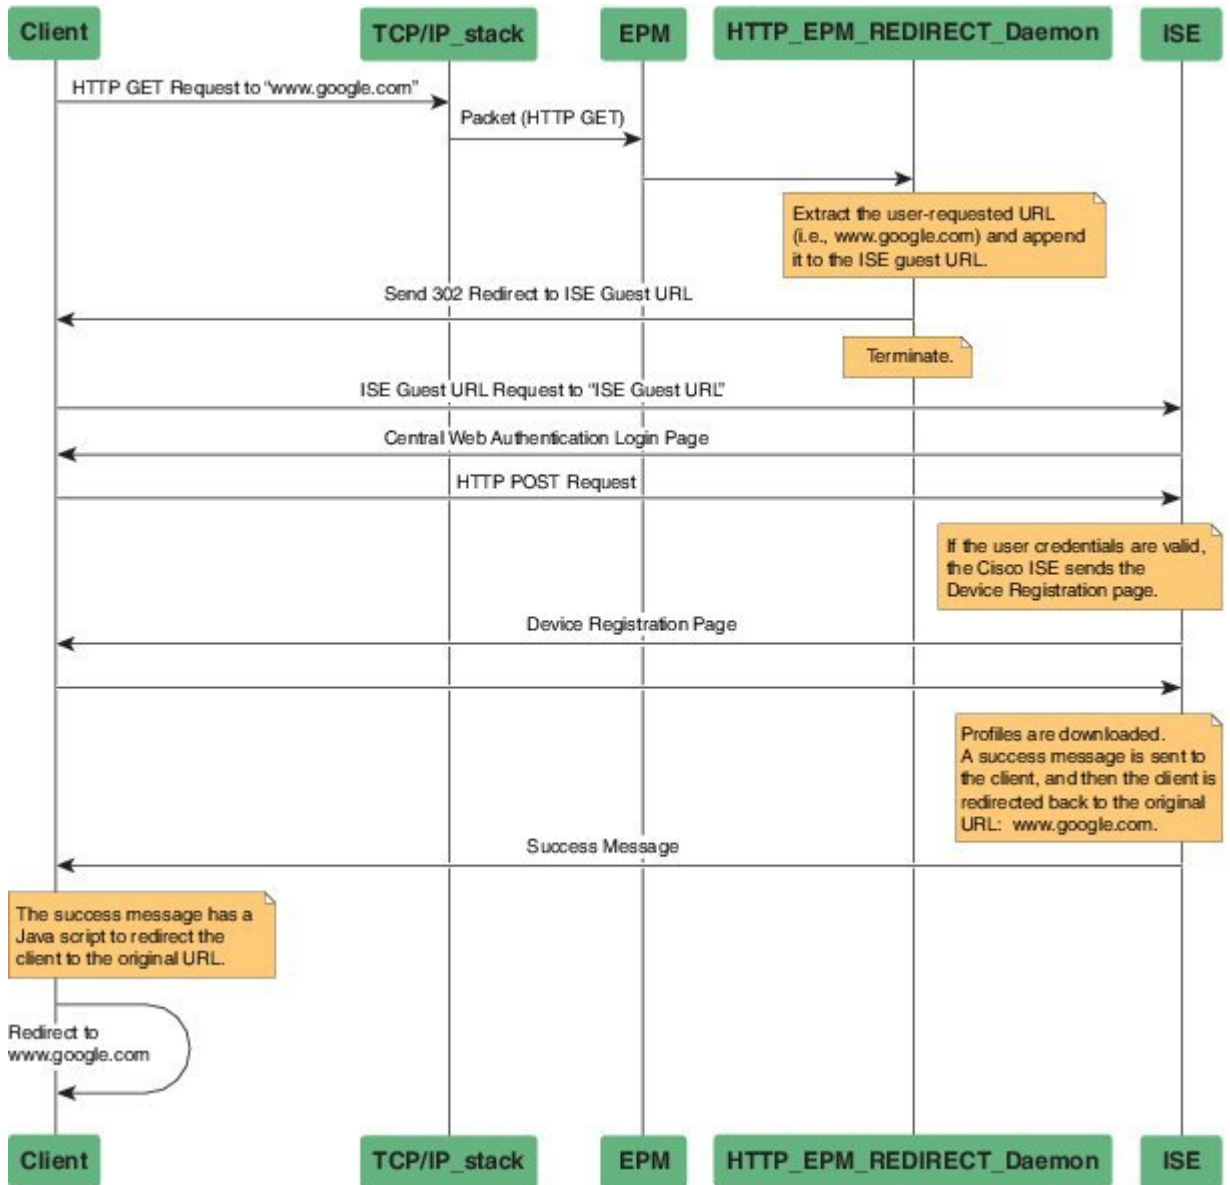 Client
TCP/IP_stack
EPM
HTTP_EPM_REDIRECT_Daemon
ISE
HTTP GET Request to “www.google.com”
Packet (HTTP GET)
Extract the user-requested URL
(i.e., www.google.com) and append
it to the ISE guest URL.
Send 302 Redirect to ISE Guest URL
Terminate.
ISE Guest URL Request to “ISE Guest URL”
Central Web Authentication Login Page
HTTP POST Request
If the user credentials are valid,
the Cisco ISE sends the
Device Registration page.
Device Registration Page
Profiles are downloaded.
A success message is sent to
the client, and then the client is
redirected back to the original
URL: www.google.com.
Success Message
The success message has a
Java script to redirect the
client to the original URL.
Redirect to
www.google.com
Client
TCP/IP_stack
EPM
HTTP_EPM_REDIRECT_Daemon
ISE